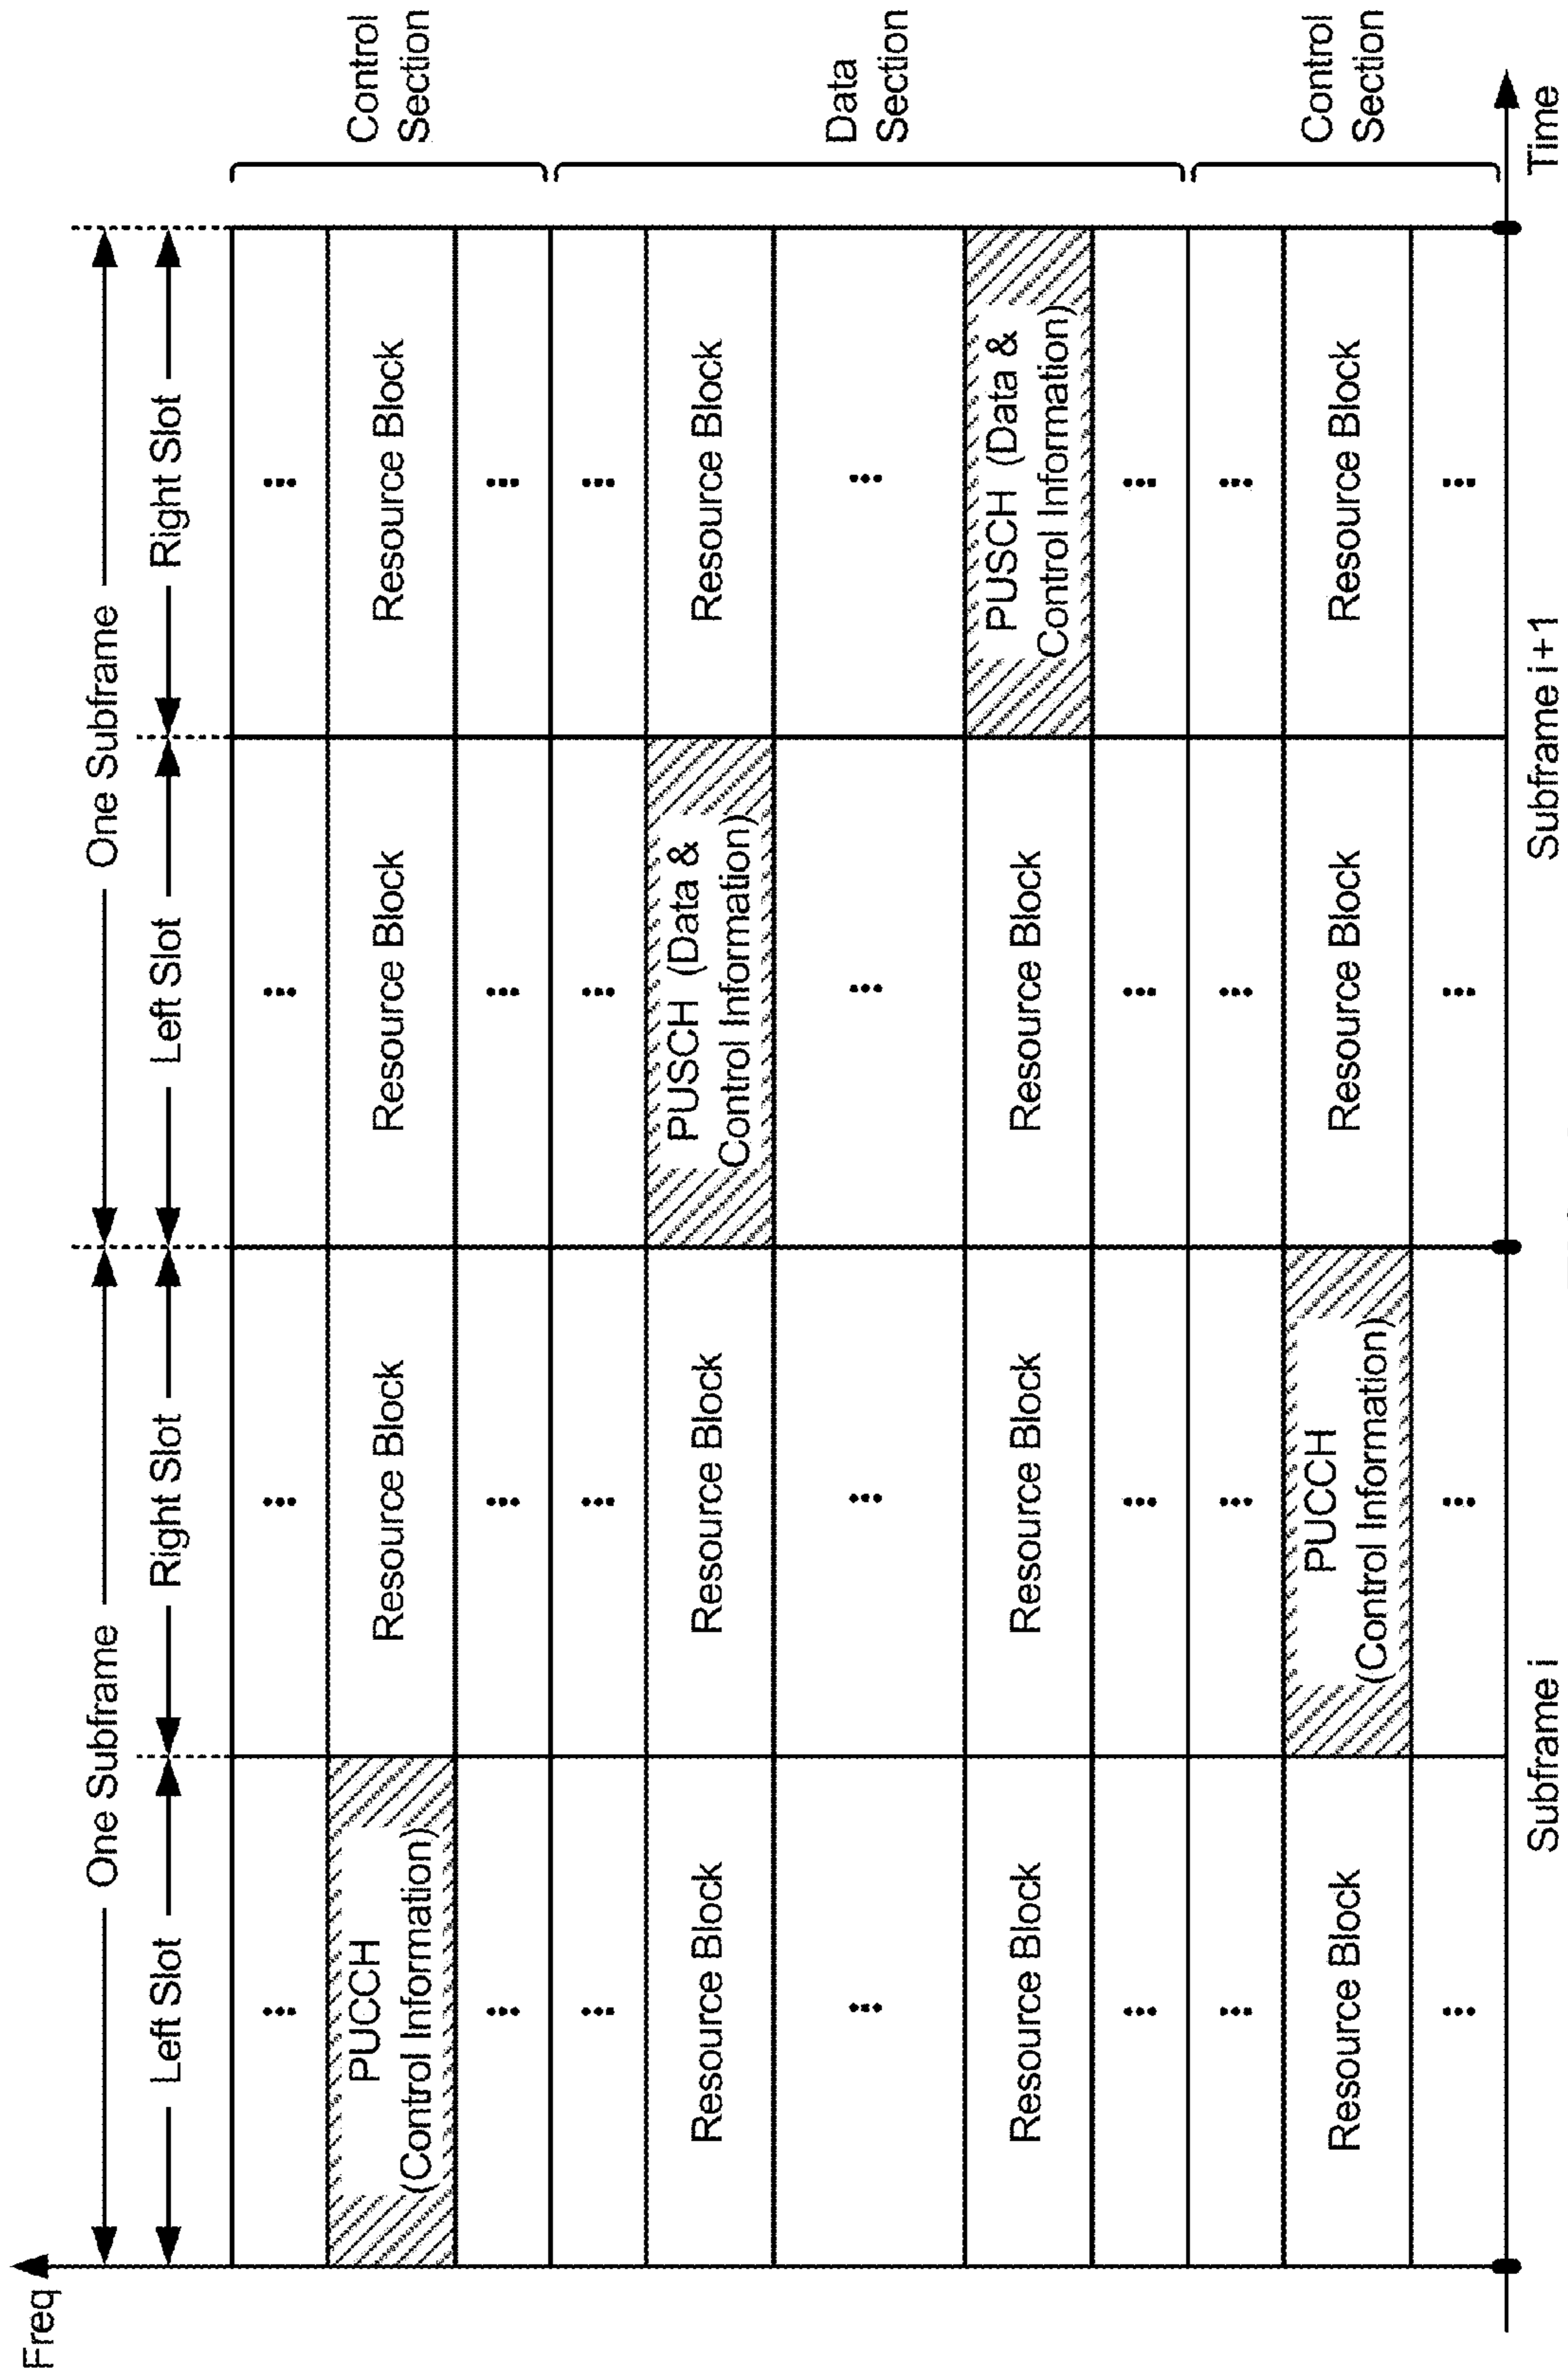 Freq
One Subframe
One Subframe
Left Slot
Right Slot
Left Slot
Right Slot
... ... ... ...
PUCCH
(Control Information)
Resource Block
Resource Block
Resource Block
Control
Section
... ... ... ...
... ... ... ...
Resource Block
Resource Block
PUSCH (Data &
Control Information)
Resource Block
... ... ... ...
Data
Section
Resource Block
Resource Block
Resource Block
PUSCH (Data &
Control Information)
... ... ... ...
... ... ... ...
Resource Block
PUCCH
(Control Information)
Resource Block
Resource Block
Control
Section
... ... ... ...
Subframe i
Subframe i+1
Time